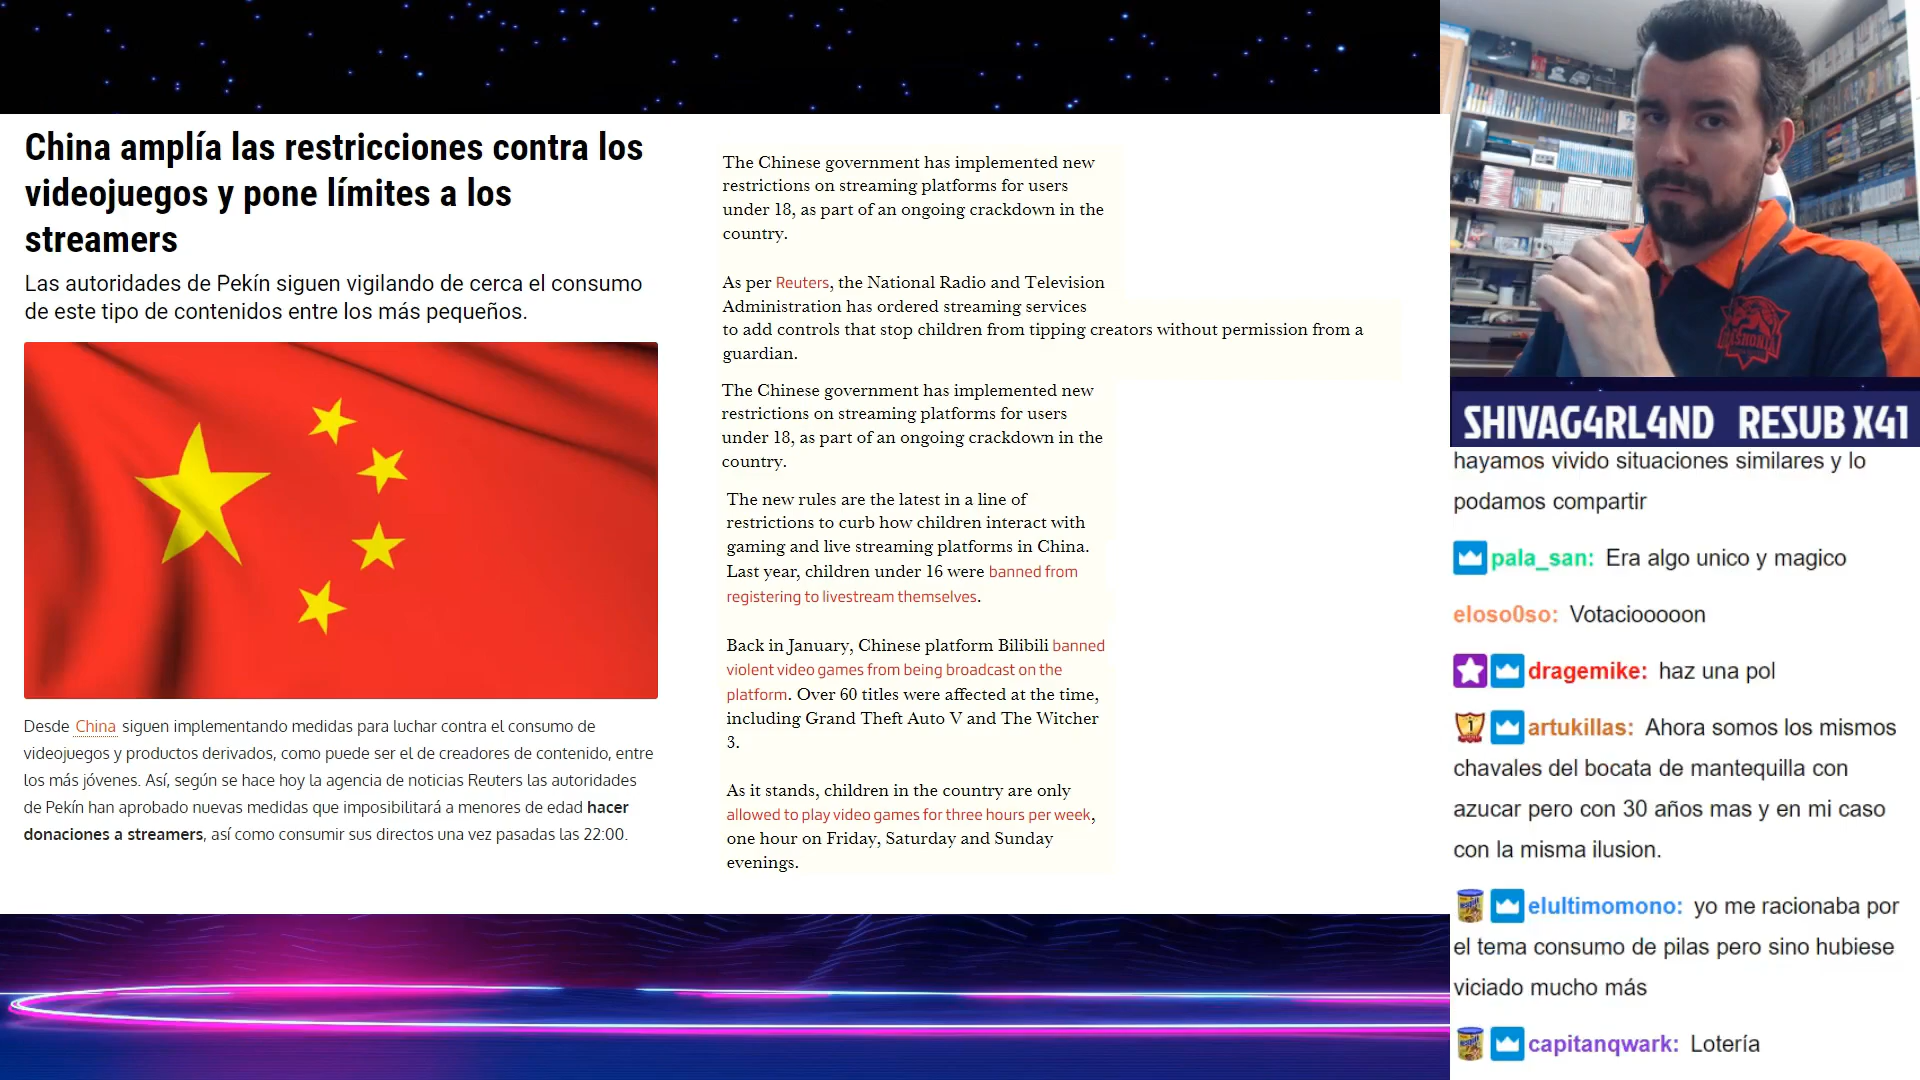 China amplía las restricciones contra los
videojuegos y pone límites a los
streamers
Las autoridades de Pekín siguen vigilando de cerca el consumo
de este tipo de contenidos entre los más pequeños.
Desde China siguen implementando medidas para luchar contra el consumo de
videojuegos y productos derivados, como puede ser el de creadores de contenido, entre
los más jóvenes. Así, según se hace hoy la agencia de noticias Reuters las autoridades
de Pekín han aprobado nuevas medidas que imposibilitará a menores de edad hacer
donaciones a streamers, así como consumir sus directos una vez pasadas las 22:00.
The Chinese government has implemented new
restrictions on streaming platforms for users
under 18, as part of an ongoing crackdown in the
country.
As per Reuters, the National Radio and Television
Administration has ordered streaming services
to add controls that stop children from tipping creators without permission from a
guardian.
The Chinese government has implemented new
restrictions on streaming platforms for users
under 18, as part of an ongoing crackdown in the
country.
The new rules are the latest in a line of
restrictions to curb how children interact with
gaming and live streaming platforms in China.
Last year, children under 16 were banned from
registering to livestream themselves.
Back in January, Chinese platform Bilibili banned
violent video games from being broadcast on the
platform. Over 60 titles were affected at the time,
including Grand Theft Auto V and The Witcher
3.
As it stands, children in the country are only
allowed to play video games for three hours per week,
one hour on Friday, Saturday and Sunday
evenings.
SHIVAG4RL4ND RESUB X41
hayamos vivido situaciones similares y lo
podamos compartir
pala_san: Era algo unico y magico
eloso0so: Votaciooooon
dragemike: haz una pol
artukillas: Ahora somos los mismos
chavales del bocata de mantequilla con
azucar pero con 30 años mas y en mi caso
con la misma ilusion.
elultimomono: yo me racionaba por
el tema consumo de pilas pero sino hubiese
viciado mucho más
capitanqwark: Lotería